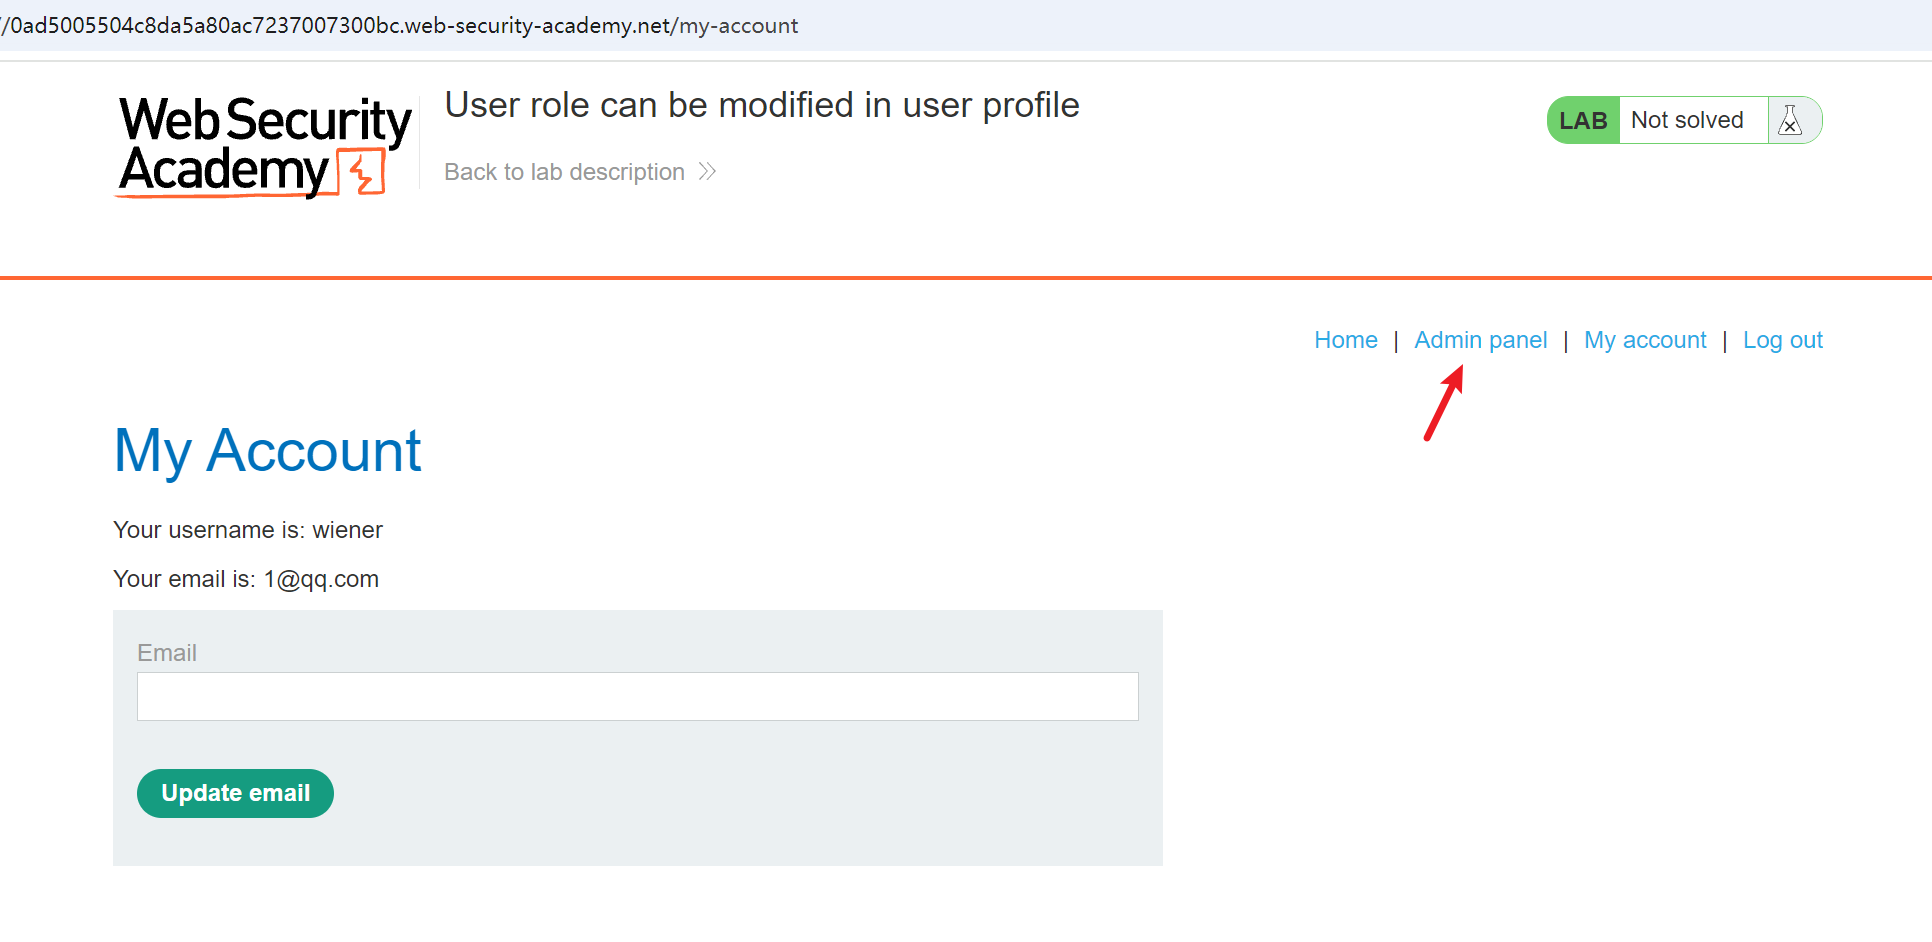 /0ad5005504c8da5a80ac7237007300bc.web-security-academy.net/my-account
Web Security
Academy
User role can be modified in user profile
Back to lab description
LAB Not solved
Home | Admin panel | My account | Log out
My Account
Your username is: wiener
Your email is: 1@qq.com
Email
Update email